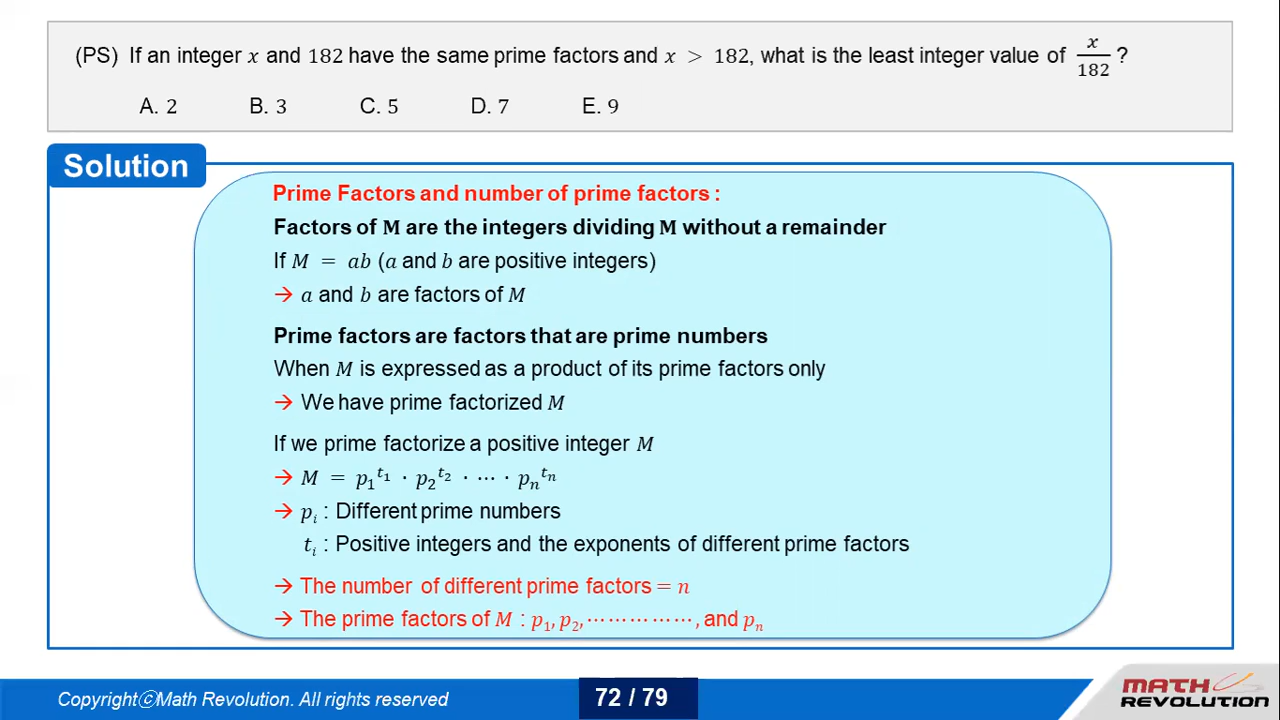 (PS) If an integer x and 182 have the same prime factors and x > 182, what is the least integer value of x/182 ?
A. 2 B. 3 C. 5 D. 7 E. 9
Solution
Prime Factors and number of prime factors :
Factors of M are the integers dividing M without a remainder
If M = ab (a and b are positive integers)
→ a and b are factors of M
Prime factors are factors that are prime numbers
When M is expressed as a product of its prime factors only
→ We have prime factorized M
If we prime factorize a positive integer M
→ M = p₁^t₁ · p₂^t₂ · ⋯ · pₙ^tₙ
→ pᵢ : Different prime numbers
tᵢ : Positive integers and the exponents of different prime factors
→ The number of different prime factors = n
→ The prime factors of M : p₁, p₂, ⋯⋯⋯⋯⋯, and pₙ
CopyrightⓒMath Revolution. All rights reserved
72 / 79
MATH
REVOLUTION